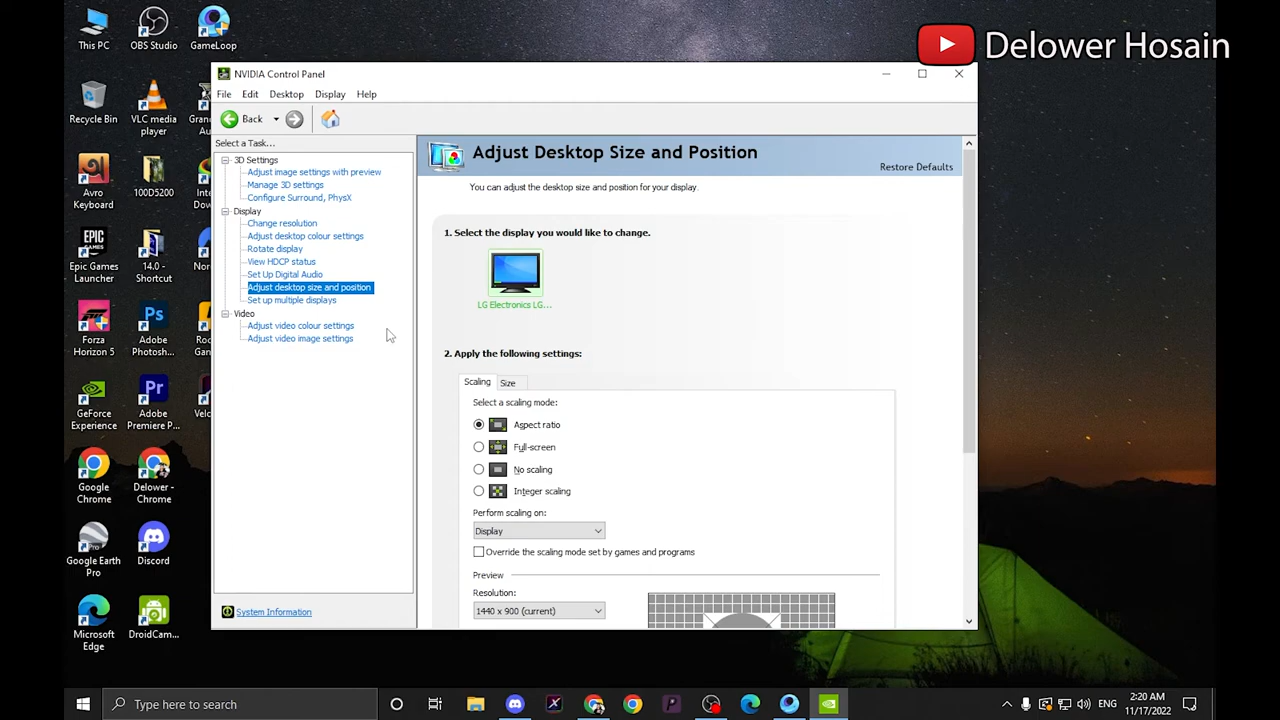 This PC
OBS Studio
GameLoop
Delower Hosain
Recycle Bin
VLC media
player
Avro
Keyboard
100D5200
Epic Games
Launcher
14.0 -
Shortcut
Forza
Horizon 5
Adobe
Photosh...
GeForce
Experience
Adobe
Premiere P...
Google
Chrome
Delower -
Chrome
Google Earth
Pro
Discord
Microsoft
Edge
DroidCam...
NVIDIA Control Panel
File Edit Desktop Display Help
Back
Select a Task...
3D Settings
Adjust image settings with preview
Manage 3D settings
Configure Surround, PhysX
Display
Change resolution
Adjust desktop colour settings
Rotate display
View HDCP status
Set Up Digital Audio
Adjust desktop size and position
Set up multiple displays
Video
Adjust video colour settings
Adjust video image settings
System Information
Adjust Desktop Size and Position
Restore Defaults
You can adjust the desktop size and position for your display.
1. Select the display you would like to change.
LG Electronics LG...
2. Apply the following settings:
Scaling Size
Select a scaling mode:
Aspect ratio
Full-screen
No scaling
Integer scaling
Perform scaling on:
Display
Override the scaling mode set by games and programs
Preview
Resolution:
1440 x 900 (current)
Type here to search
ENG
2:20 AM
11/17/2022